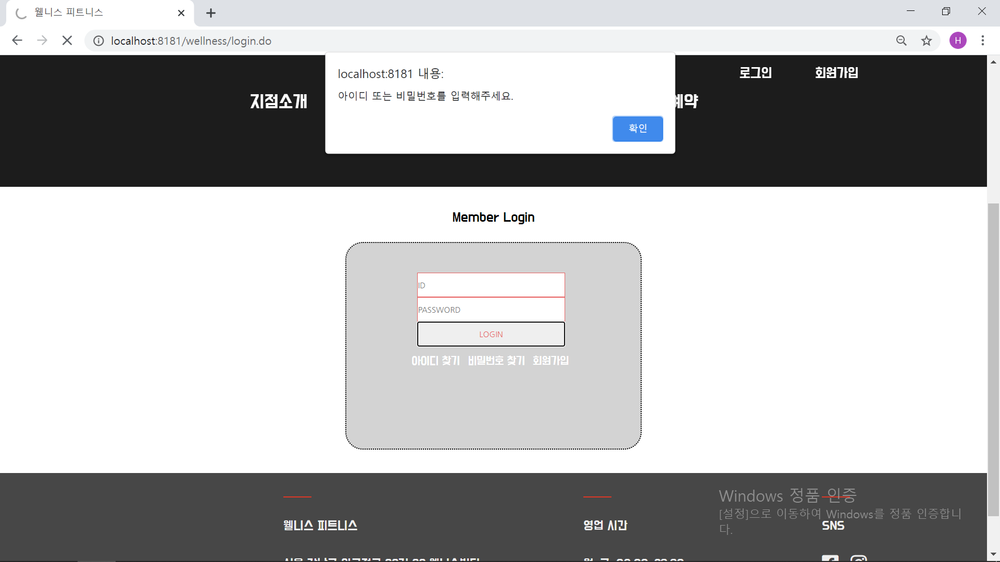 웰니스 피트니스
localhost:8181/wellness/login.do
H
localhost:8181 내용:
아이디 또는 비밀번호를 입력해주세요.
확인
로그인 회원가입
지점소개 예약
Member Login
ID
PASSWORD
LOGIN
아이디 찾기 비밀번호 찾기 회원가입
Windows 정품 인증
[설정]으로 이동하여 Windows를 정품 인증합니
다.
웰니스 피트니스
영업 시간
SNS